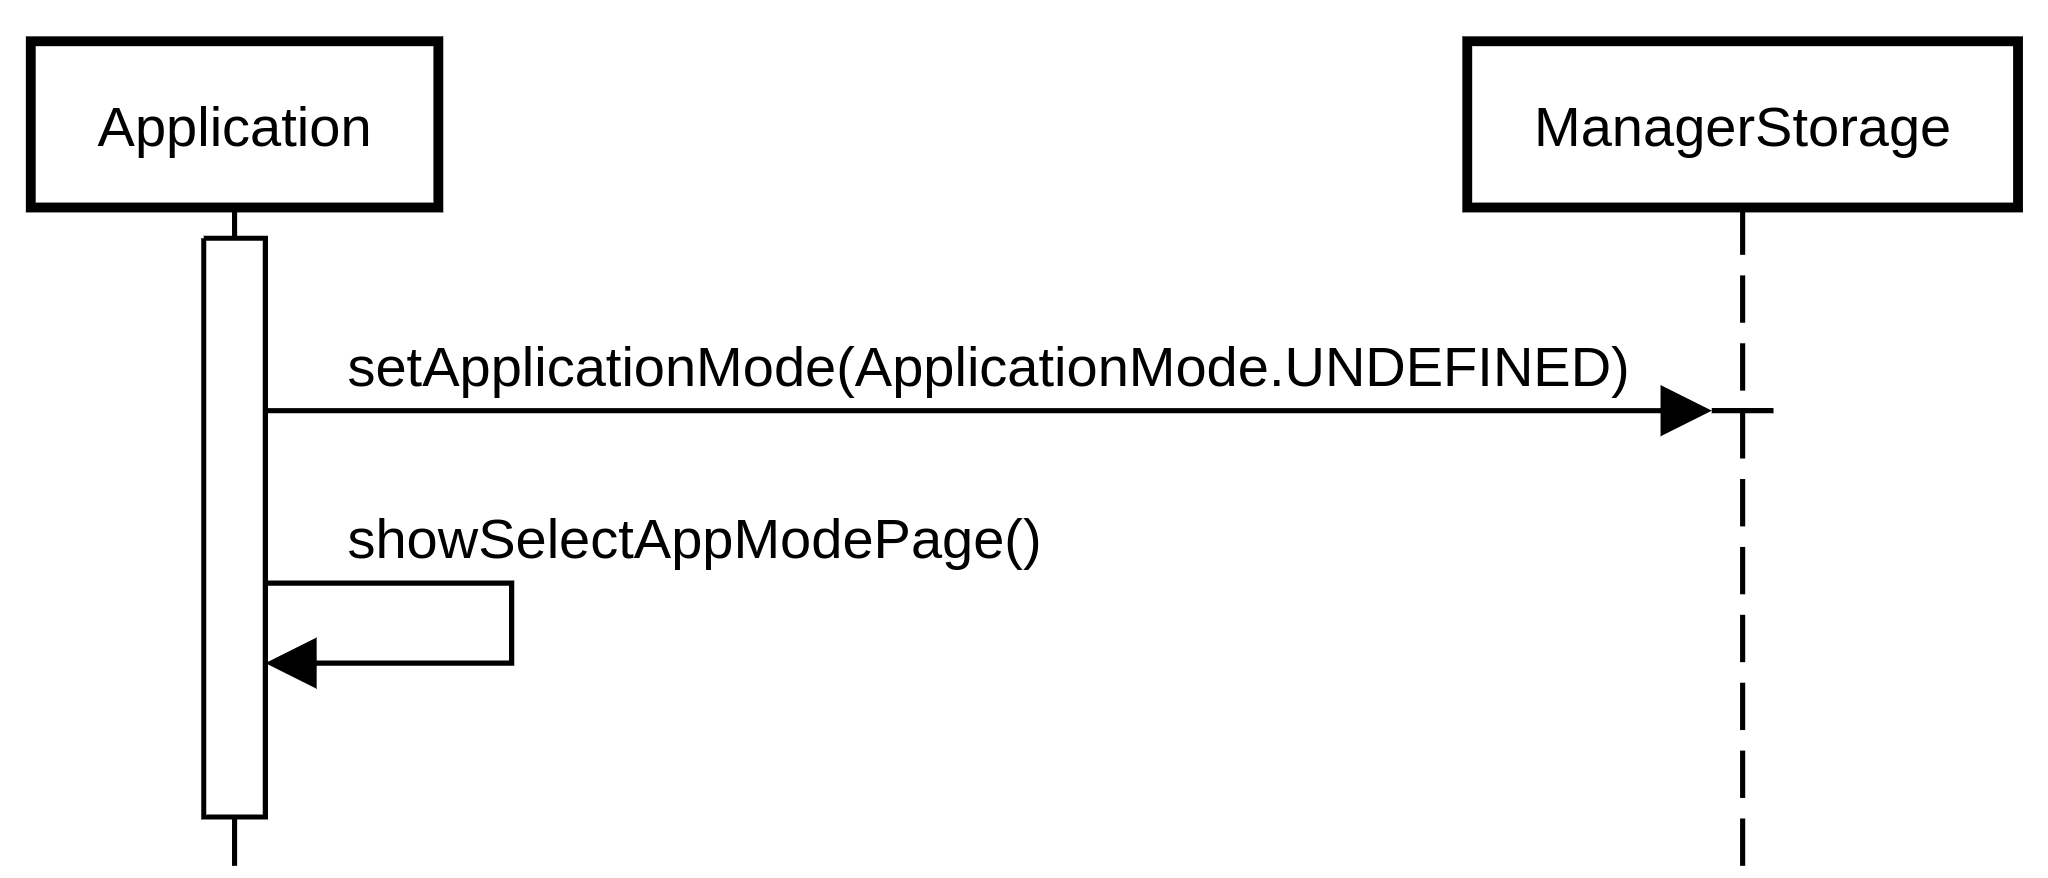 Application
ManagerStorage
setApplicationMode(ApplicationMode.UNDEFINED)
showSelectAppModePage()